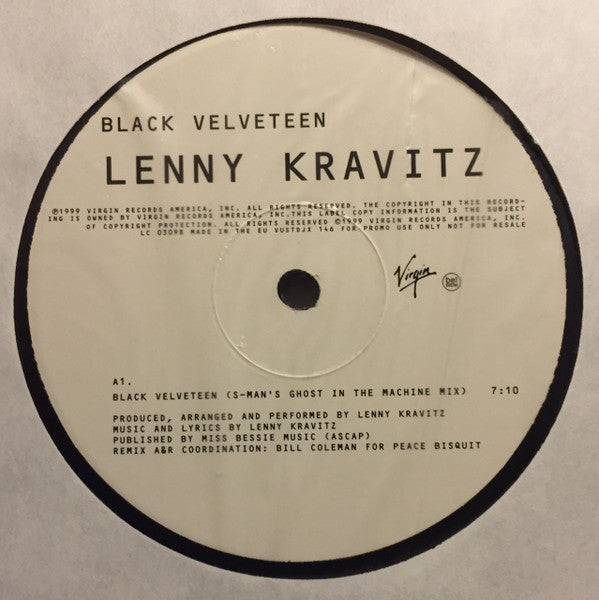 BLACK VELVETEEN
LENNY KRAVITZ
℗1999 VIRGIN RECORDS AMERICA, INC. ALL RIGHTS RESERVED. THE COPYRIGHT IN THIS RECORD-
ING IS OWNED BY VIRGIN RECORDS AMERICA, INC.THIS LABEL COPY INFORMATION IS THE SUBJECT
OF COPYRIGHT PROTECTION. ALL RIGHTS RESERVED ©1999 VIRGIN RECORDS AMERICA, INC.
LC 03098 MADE IN THE EU VUSTDJX 146 FOR PROMO USE ONLY NOT FOR RESALE
Virgin
A1.
BLACK VELVETEEN (S-MAN'S GHOST IN THE MACHINE MIX) 7:10
PRODUCED, ARRANGED AND PERFORMED BY LENNY KRAVITZ
MUSIC AND LYRICS BY LENNY KRAVITZ
PUBLISHED BY MISS BESSIE MUSIC (ASCAP)
REMIX A&R COORDINATION: BILL COLEMAN FOR PEACE BISQUIT